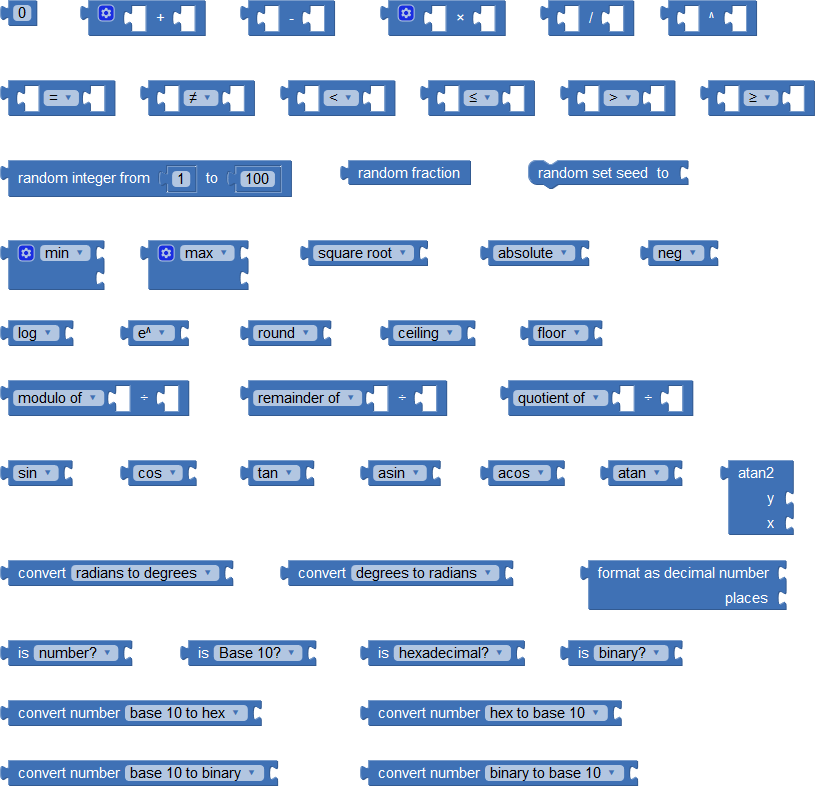 0 + - × / ^
= ≠ < ≤ > ≥
random integer from 1 to 100 random fraction random set seed to
min max square root absolute neg
log e^ round ceiling floor
modulo of ÷ remainder of ÷ quotient of ÷
sin cos tan asin acos atan atan2
y
x
convert radians to degrees convert degrees to radians format as decimal number
places
is number? is Base 10? is hexadecimal? is binary?
convert number base 10 to hex convert number hex to base 10
convert number base 10 to binary convert number binary to base 10